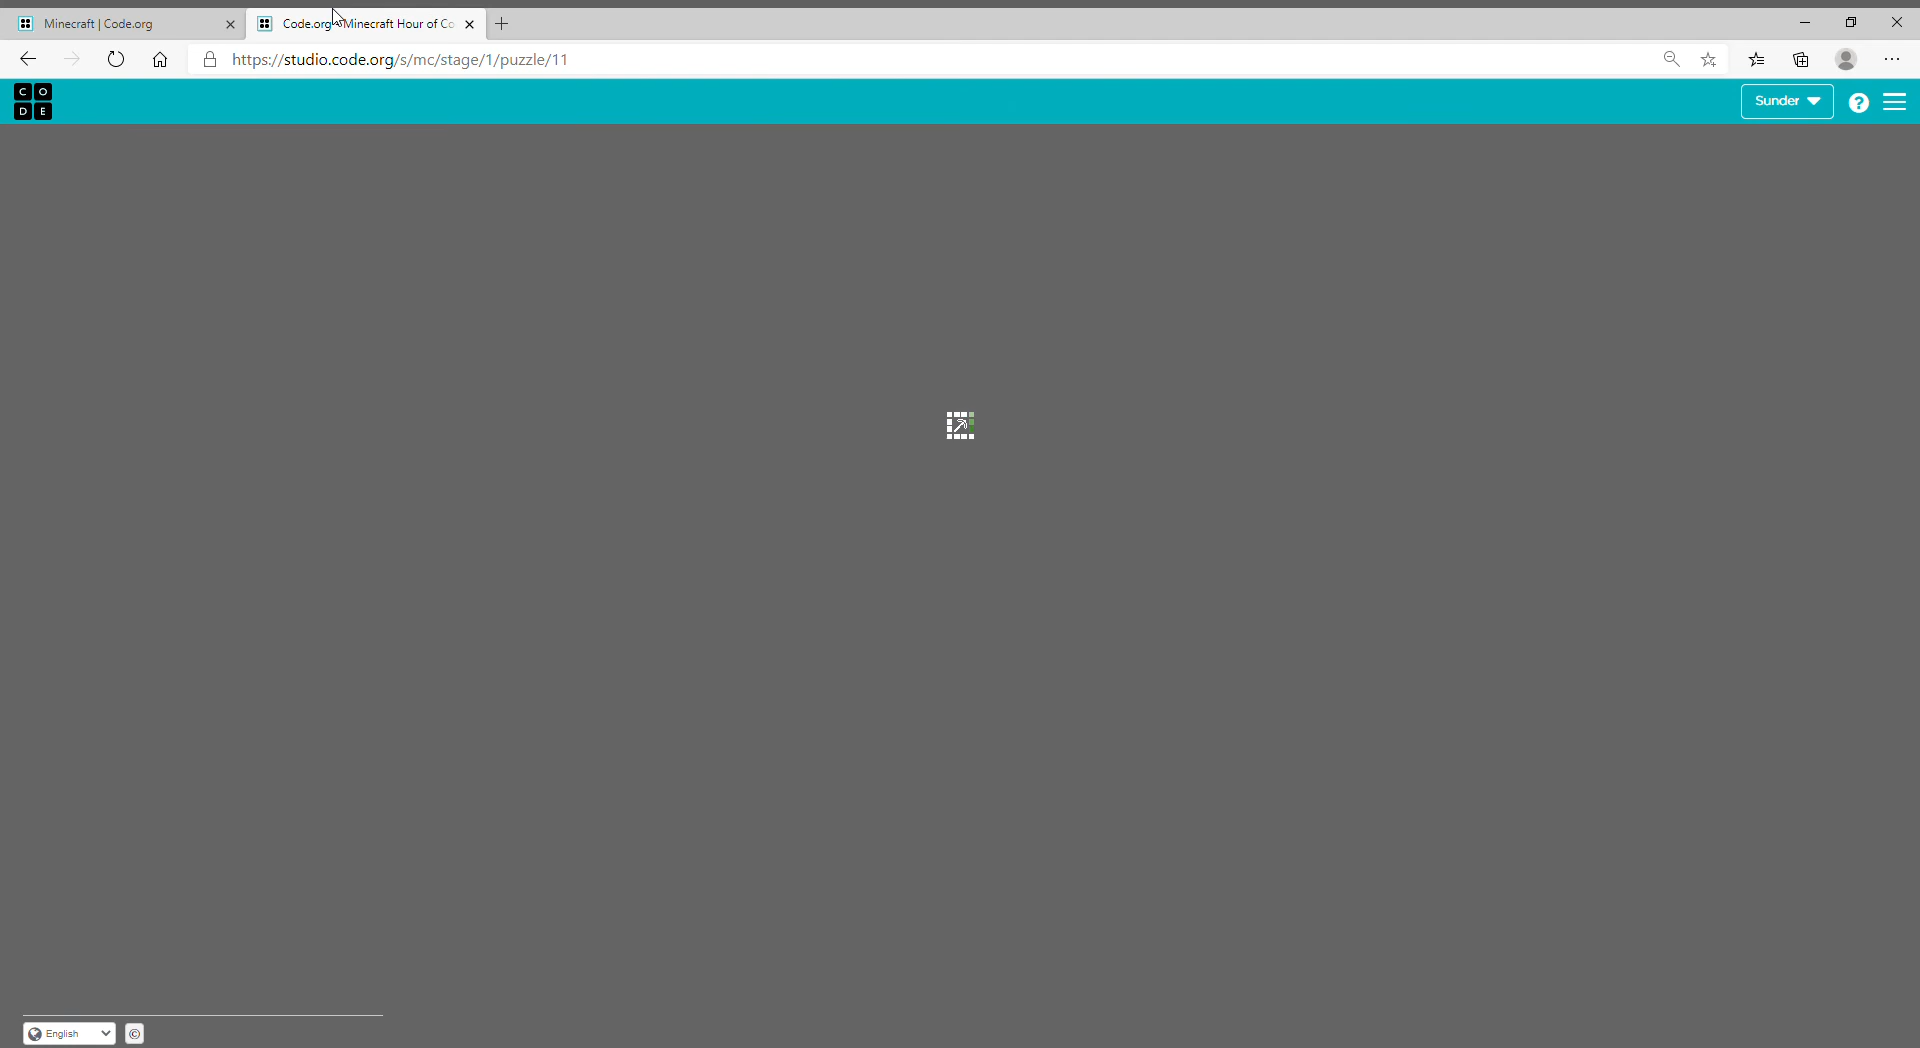 Minecraft | Code.org
Code.org - Minecraft Hour of Co
https://studio.code.org/s/mc/stage/1/puzzle/11
C O
D E
Sunder
?
English
©